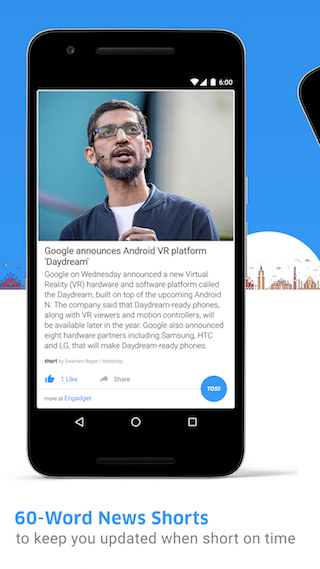 6:00
Google announces Android VR platform
'Daydream'
Google on Wednesday announced a new Virtual
Reality (VR) hardware and software platform called
the Daydream, built on top of the upcoming Android
N. The company said that Daydream-ready phones,
along with VR viewers and motion controllers, will
be available later in the year. Google also announced
eight hardware partners including Samsung, HTC
and LG, that will make Daydream-ready phones.
short by Swarnim Bagre / Yesterday
1 Like
Share
TOSS
more at Engadget
60-Word News Shorts
to keep you updated when short on time